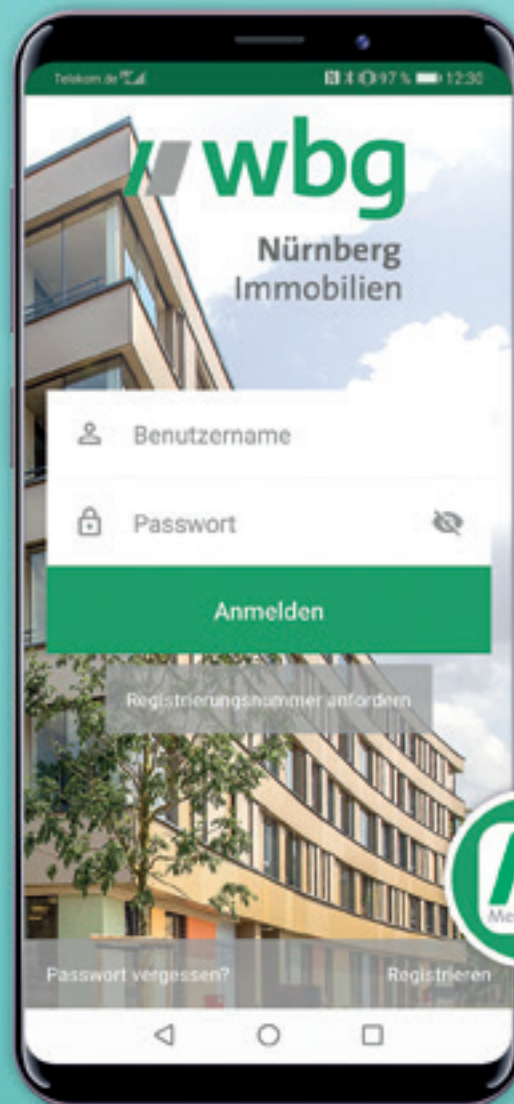 Telekom.de
97 % 12:30
wbg
Nürnberg
Immobilien
Benutzername
Passwort
Anmelden
Registrierungsnummer anfordern
Passwort vergessen?
Registrieren